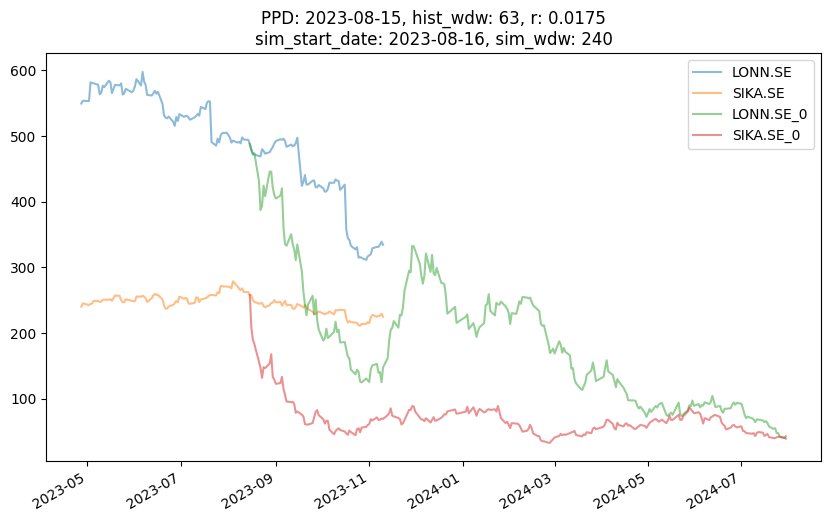 PPD: 2023-08-15, hist_wdw: 63, r: 0.0175
sim_start_date: 2023-08-16, sim_wdw: 240
LONN.SE
SIKA.SE
LONN.SE_0
SIKA.SE_0
600
500
400
300
200
100
2023-05
2023-07
2023-09
2023-11
2024-01
2024-03
2024-05
2024-07